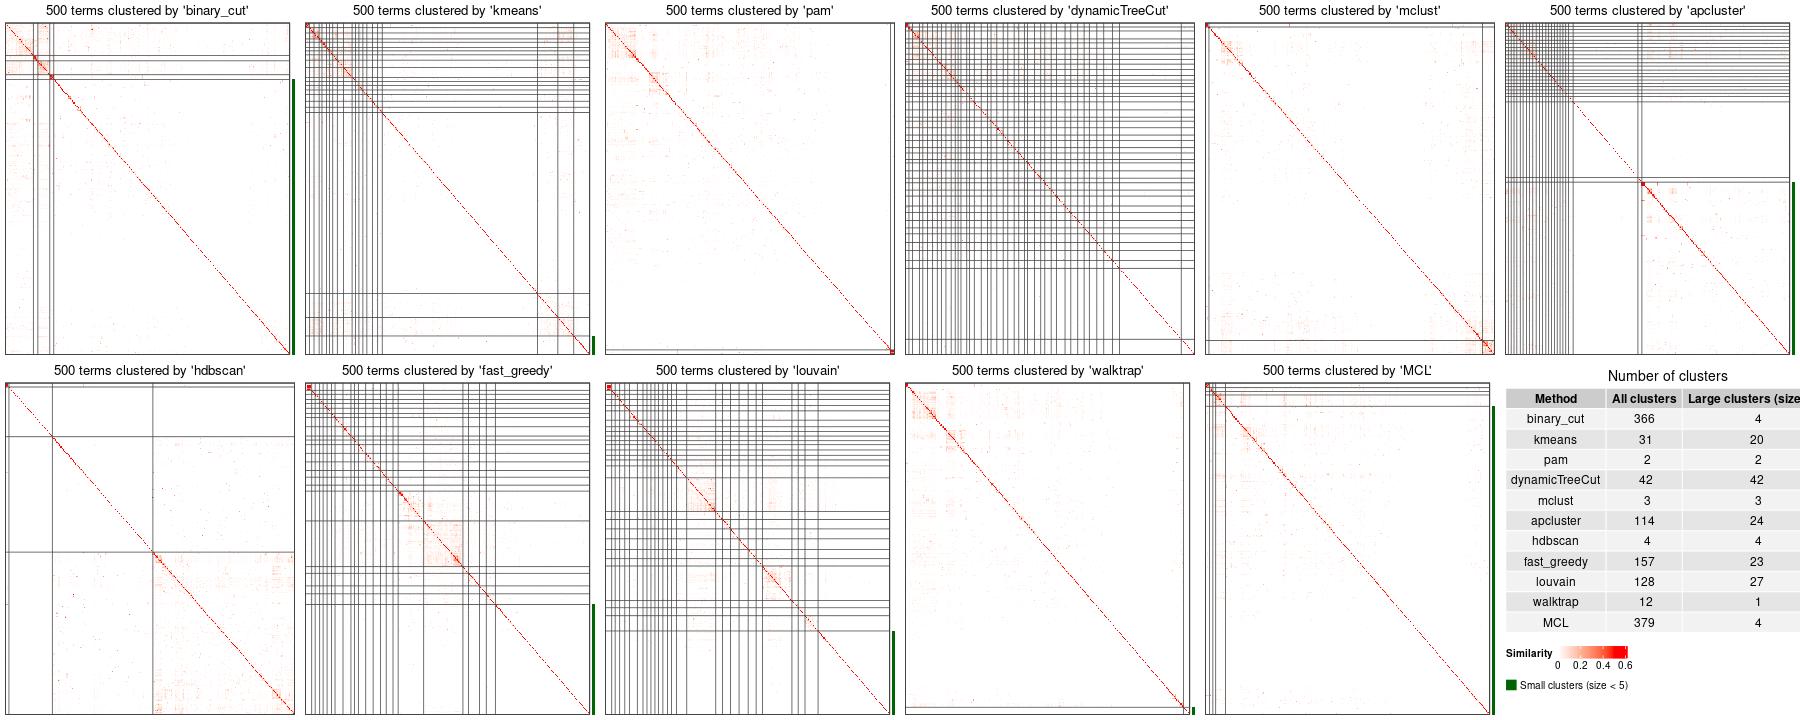 500 terms clustered by 'binary_cut'
500 terms clustered by 'kmeans'
500 terms clustered by 'pam'
500 terms clustered by 'dynamicTreeCut'
500 terms clustered by 'mclust'
500 terms clustered by 'apcluster'
500 terms clustered by 'hdbscan'
500 terms clustered by 'fast_greedy'
500 terms clustered by 'louvain'
500 terms clustered by 'walktrap'
500 terms clustered by 'MCL'
Number of clusters
Method All clusters Large clusters (size
binary_cut 366 4
kmeans 31 20
pam 2 2
dynamicTreeCut 42 42
mclust 3 3
apcluster 114 24
hdbscan 4 4
fast_greedy 157 23
louvain 128 27
walktrap 12 1
MCL 379 4
Similarity
0 0.2 0.4 0.6
Small clusters (size < 5)